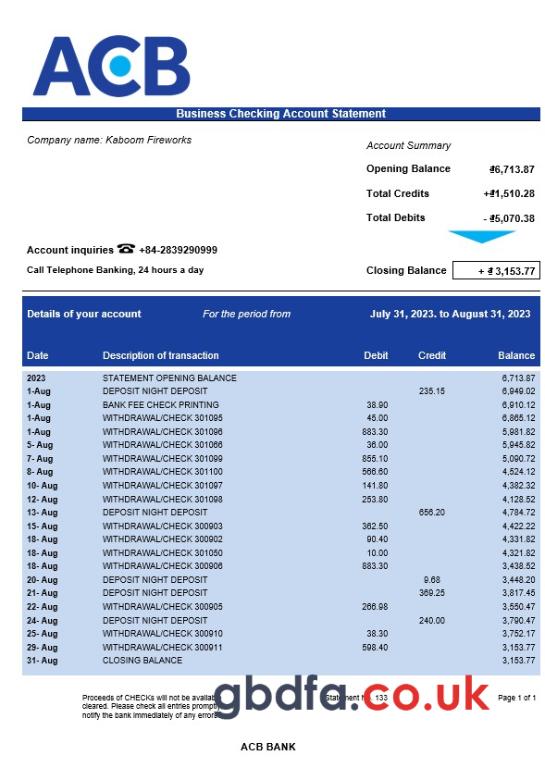 ACB
Business Checking Account Statement
Company name: Kaboom Fireworks
Account Summary
Opening Balance ₫6,713.87
Total Credits +₫1,510.28
Total Debits - ₫5,070.38
Account inquiries ☎ +84-2839290999
Call Telephone Banking, 24 hours a day
Closing Balance + ₫ 3,153.77
Details of your account For the period from July 31, 2023. to August 31, 2023
Date Description of transaction Debit Credit Balance
2023 STATEMENT OPENING BALANCE 6,713.87
1-Aug DEPOSIT NIGHT DEPOSIT 235.15 6,949.02
1-Aug BANK FEE CHECK PRINTING 38.90 6,910.12
1-Aug WITHDRAWAL/CHECK 301095 45.00 6,865.12
1-Aug WITHDRAWAL/CHECK 301096 883.30 5,981.82
5- Aug WITHDRAWAL/CHECK 301066 36.00 5,945.82
7- Aug WITHDRAWAL/CHECK 301099 855.10 5,090.72
8- Aug WITHDRAWAL/CHECK 301100 566.60 4,524.12
10- Aug WITHDRAWAL/CHECK 301097 141.80 4,382.32
12- Aug WITHDRAWAL/CHECK 301098 253.80 4,128.52
13- Aug DEPOSIT NIGHT DEPOSIT 656.20 4,784.72
15- Aug WITHDRAWAL/CHECK 300903 362.50 4,422.22
18- Aug WITHDRAWAL/CHECK 300902 90.40 4,331.82
18- Aug WITHDRAWAL/CHECK 301050 10.00 4,321.82
18- Aug WITHDRAWAL/CHECK 300906 883.30 3,438.52
20- Aug DEPOSIT NIGHT DEPOSIT 9.68 3,448.20
21- Aug DEPOSIT NIGHT DEPOSIT 369.25 3,817.45
22- Aug WITHDRAWAL/CHECK 300905 266.98 3,550.47
24- Aug DEPOSIT NIGHT DEPOSIT 240.00 3,790.47
25- Aug WITHDRAWAL/CHECK 300910 38.30 3,752.17
29- Aug WITHDRAWAL/CHECK 300911 598.40 3,153.77
31- Aug CLOSING BALANCE 3,153.77
Proceeds of CHECKs will not be Statement 133 Page 1 of 1
cleared. Please check all entries
notify the bank immediately of any
gbdfa.co.uk
ACB BANK